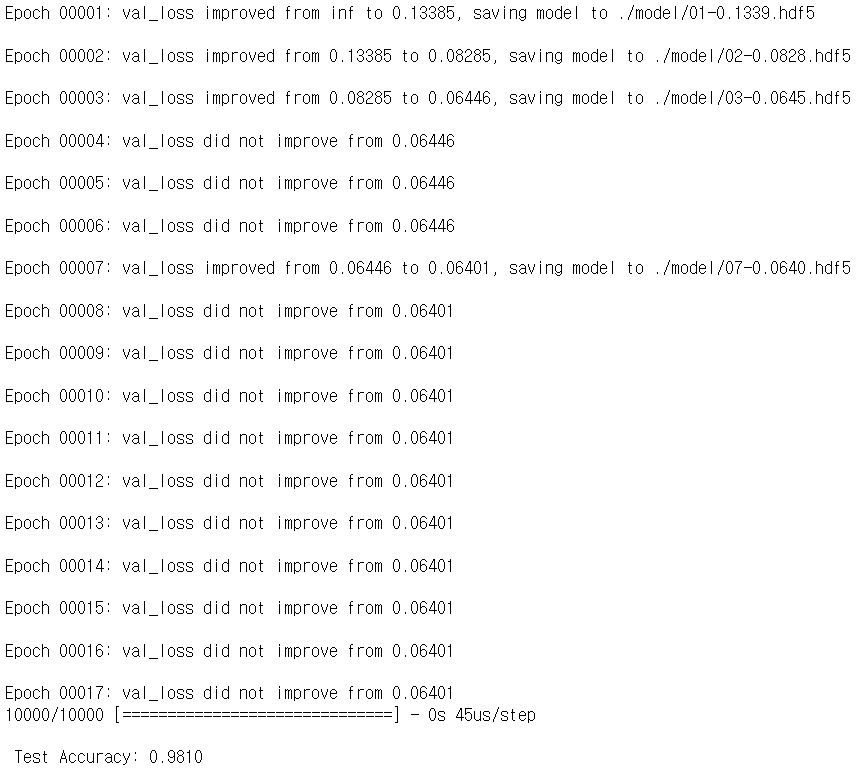 Epoch 00001: val_loss improved from inf to 0.13385, saving model to ./model/01-0.1339.hdf5
Epoch 00002: val_loss improved from 0.13385 to 0.08285, saving model to ./model/02-0.0828.hdf5
Epoch 00003: val_loss improved from 0.08285 to 0.06446, saving model to ./model/03-0.0645.hdf5
Epoch 00004: val_loss did not improve from 0.06446
Epoch 00005: val_loss did not improve from 0.06446
Epoch 00006: val_loss did not improve from 0.06446
Epoch 00007: val_loss improved from 0.06446 to 0.06401, saving model to ./model/07-0.0640.hdf5
Epoch 00008: val_loss did not improve from 0.06401
Epoch 00009: val_loss did not improve from 0.06401
Epoch 00010: val_loss did not improve from 0.06401
Epoch 00011: val_loss did not improve from 0.06401
Epoch 00012: val_loss did not improve from 0.06401
Epoch 00013: val_loss did not improve from 0.06401
Epoch 00014: val_loss did not improve from 0.06401
Epoch 00015: val_loss did not improve from 0.06401
Epoch 00016: val_loss did not improve from 0.06401
Epoch 00017: val_loss did not improve from 0.06401
10000/10000 [==============================] - 0s 45us/step
Test Accuracy: 0.9810